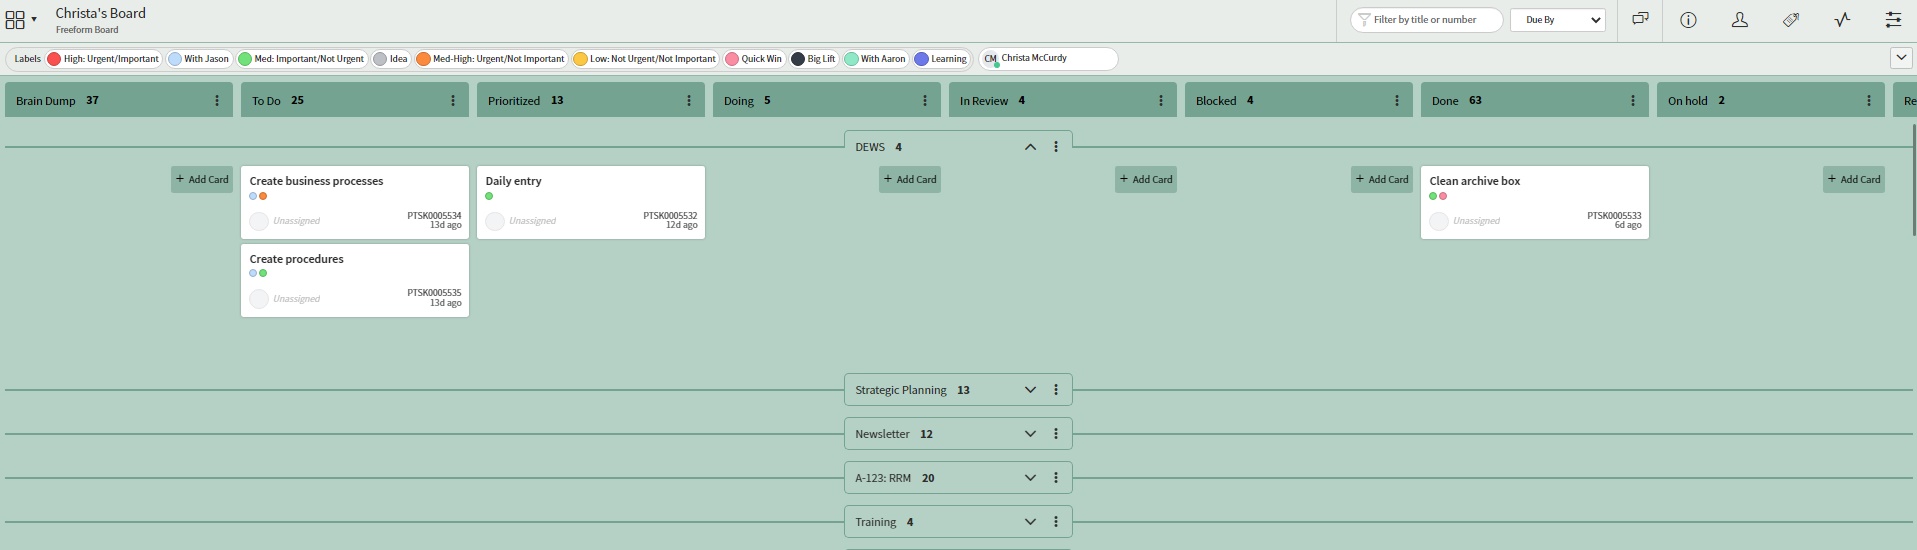 Christa's Board
Freeform Board
Filter by title or number
Due By
Labels High: Urgent/Important With Jason Med: Important/Not Urgent Idea Med-High: Urgent/Not Important Low: Not Urgent/Not Important Quick Win Big Lift With Aaron Learning CM Christa McCurdy
Brain Dump 37 To Do 25 Prioritized 13 Doing 5 In Review 4 Blocked 4 Done 63 On hold 2 Re
DEWS 4
+ Add Card
Create business processes
Unassigned
PTSK0005534
13d ago
Create procedures
Unassigned
PTSK0005535
13d ago
Daily entry
Unassigned
PTSK0005532
12d ago
+ Add Card
+ Add Card
+ Add Card
Clean archive box
Unassigned
PTSK0005533
6d ago
+ Add Card
Strategic Planning 13
Newsletter 12
A-123: RRM 20
Training 4